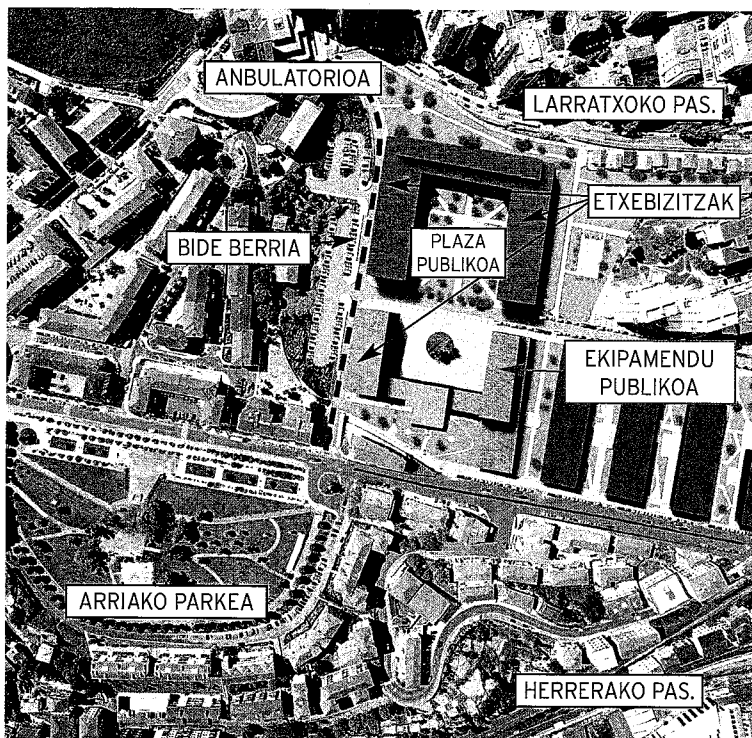 ANBULATORIOA
LARRATXOKO PAS.
ETXEBIZITZAK
BIDE BERRIA
PLAZA
PUBLIKOA
EKIPAMENDU
PUBLIKOA
ARRIAKO PARKEA
HERRERAKO PAS.